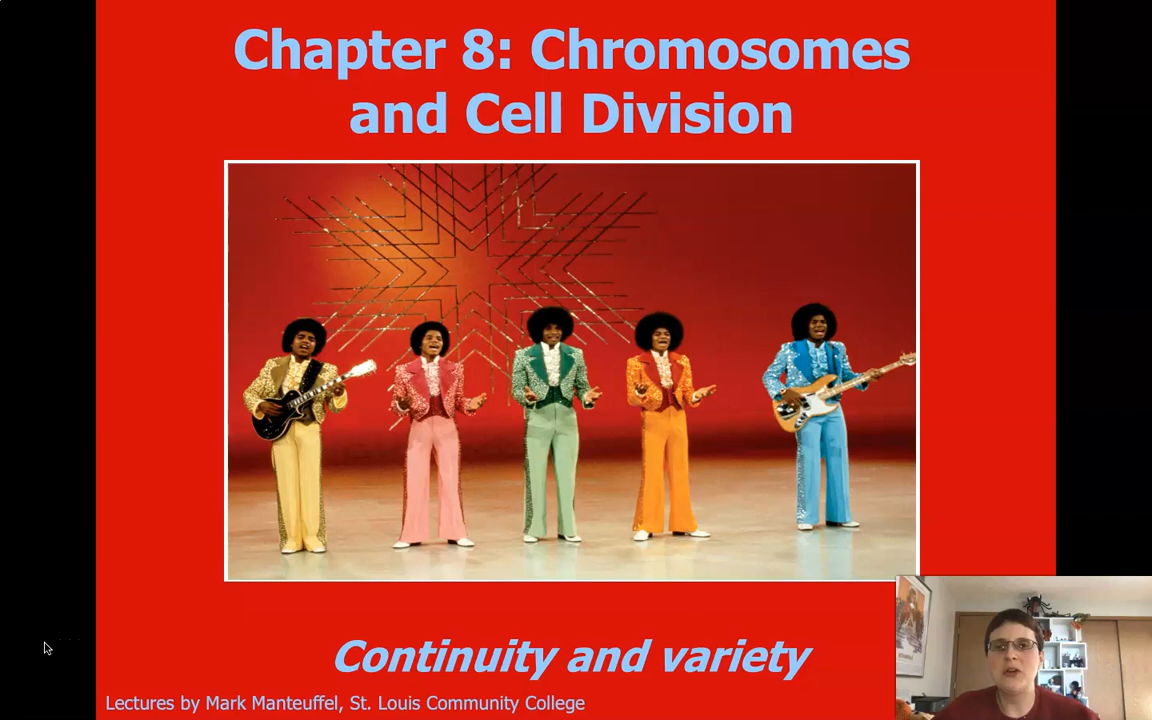 Chapter 8: Chromosomes
and Cell Division
Continuity and variety
Lectures by Mark Manteuffel, St. Louis Community College